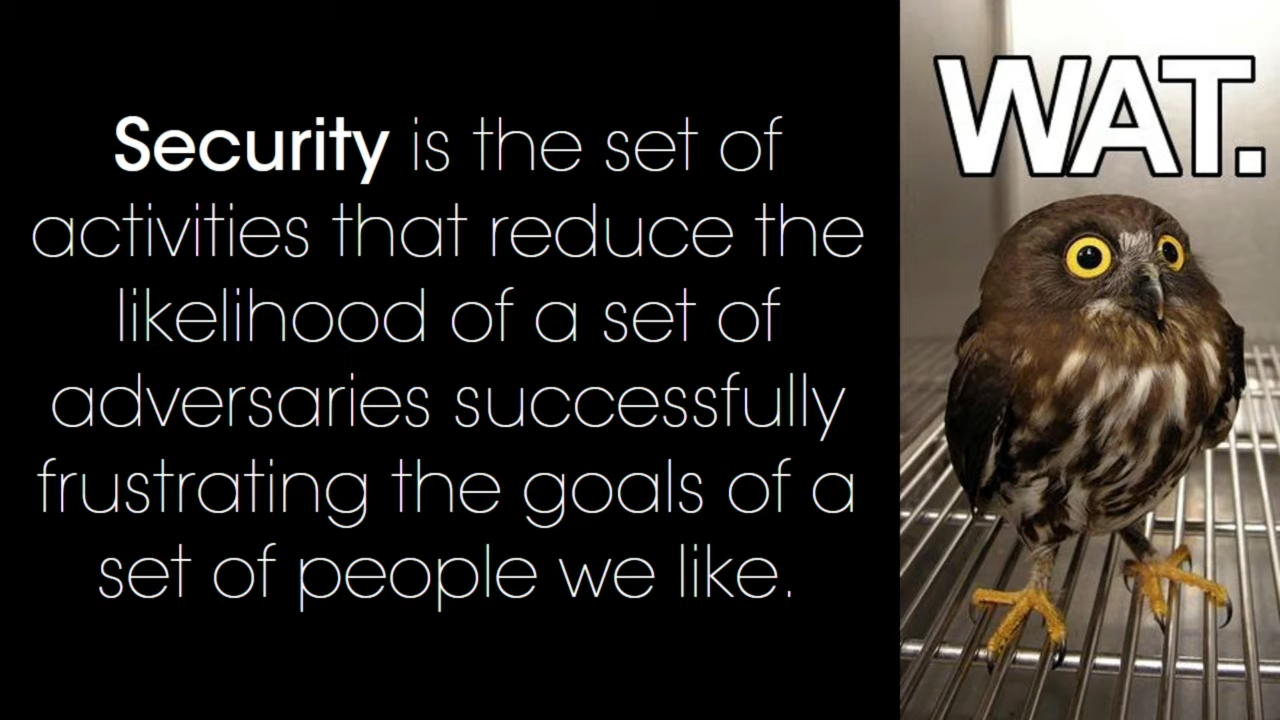 Security is the set of
activities that reduce the
likelihood of a set of
adversaries successfully
frustrating the goals of a
set of people we like.
WAT.